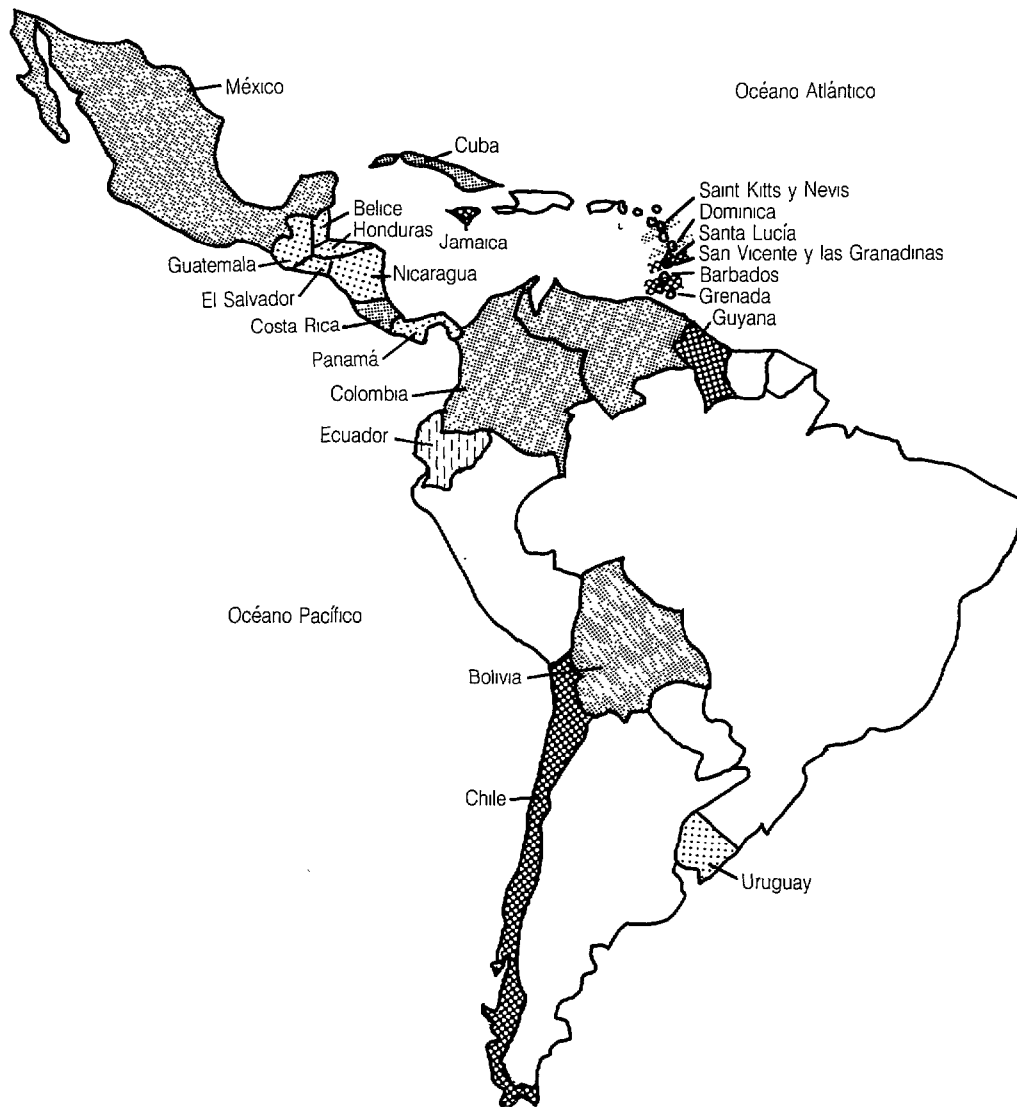 México
Océano Atlántico
Cuba
Saint Kitts y Nevis
Dominica
Belice
Santa Lucía
Honduras
Jamaica
San Vicente y las Granadinas
Guatemala
Nicaragua
Barbados
El Salvador
Grenada
Costa Rica
Guyana
Panamá
Colombia
Ecuador
Océano Pacífico
Bolivia
Chile
Uruguay